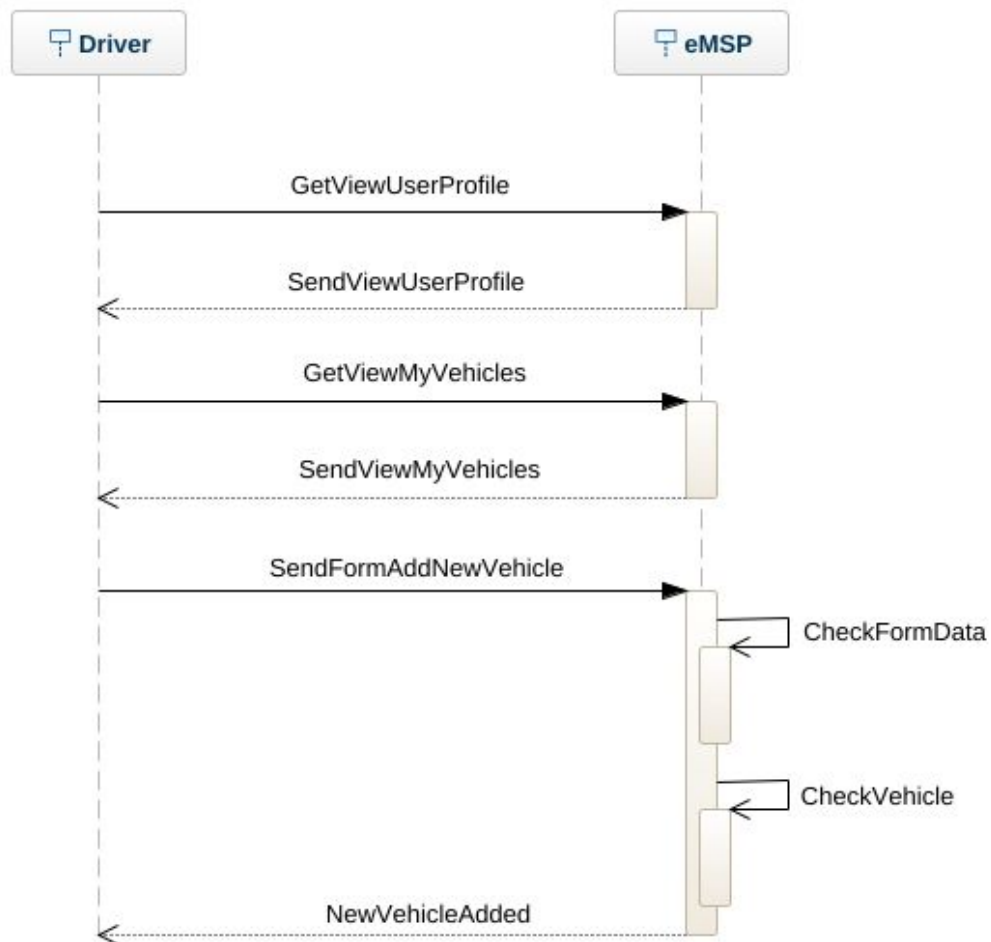 Driver
eMSP
GetViewUserProfile
SendViewUserProfile
GetViewMyVehicles
SendViewMyVehicles
SendFormAddNewVehicle
CheckFormData
CheckVehicle
NewVehicleAdded